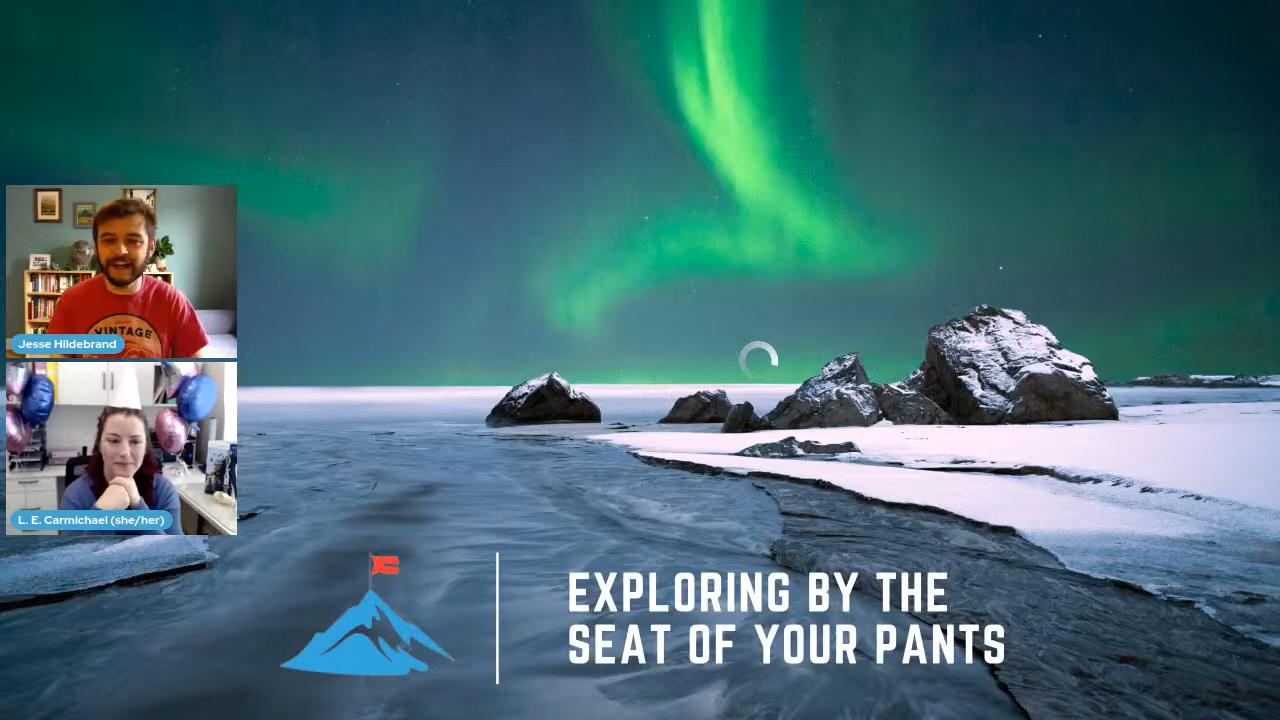 VINTAGE
Jesse Hildebrand
L. E. Carmichael (she/her)
EXPLORING BY THE
SEAT OF YOUR PANTS